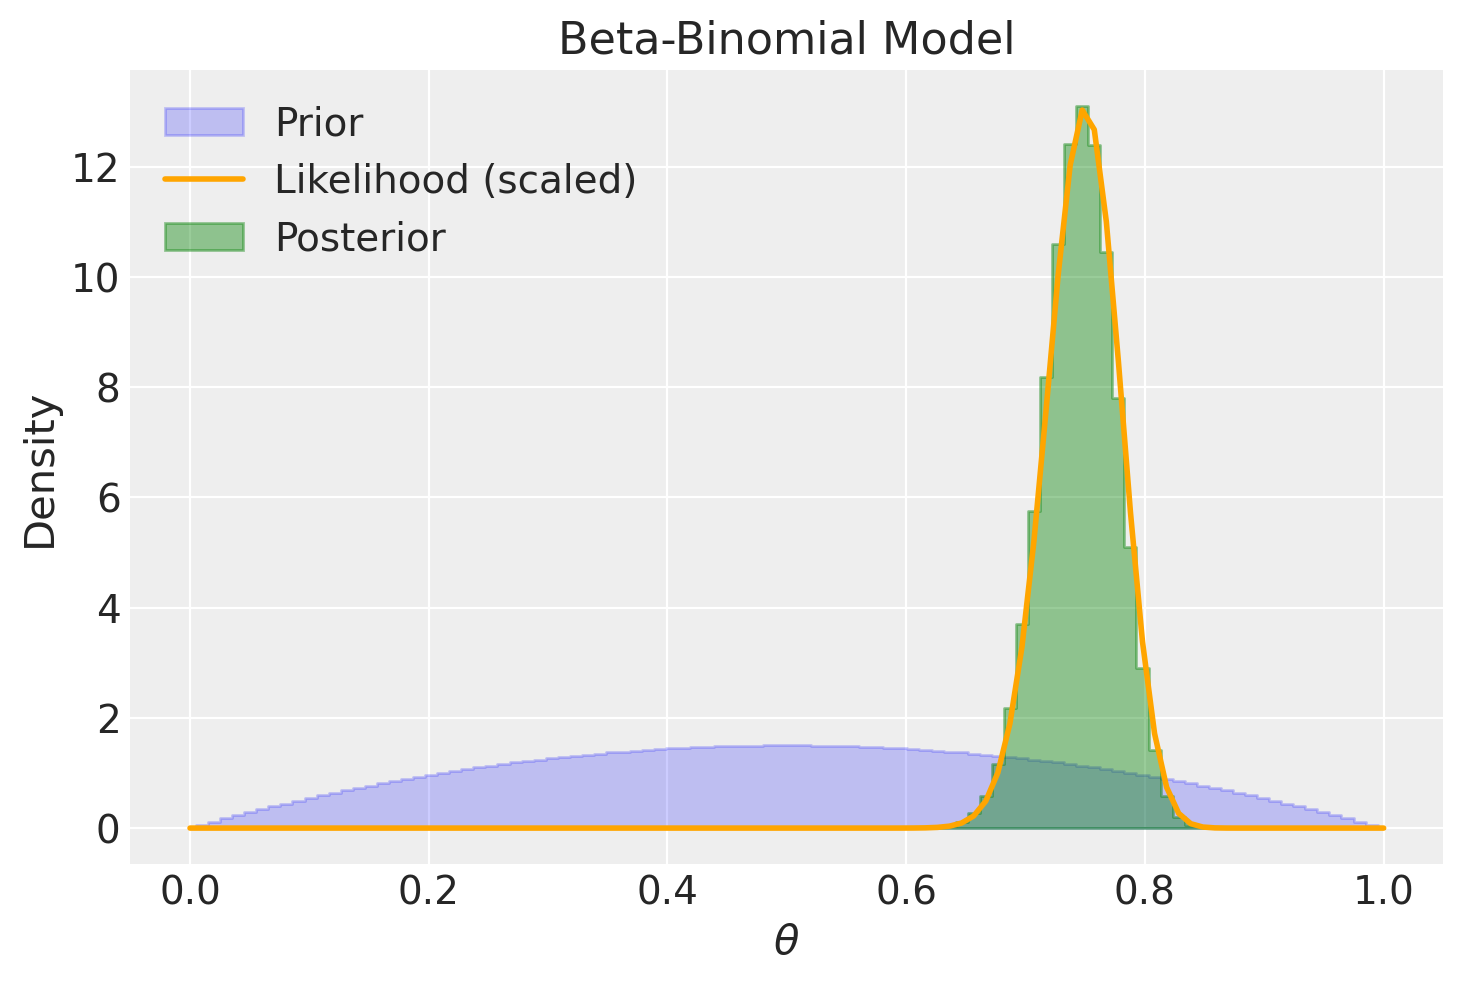 Beta-Binomial Model
Prior
Likelihood (scaled)
Posterior
12
10
8
6
4
2
0
Density
0.0 0.2 0.4 0.6 0.8 1.0
θ